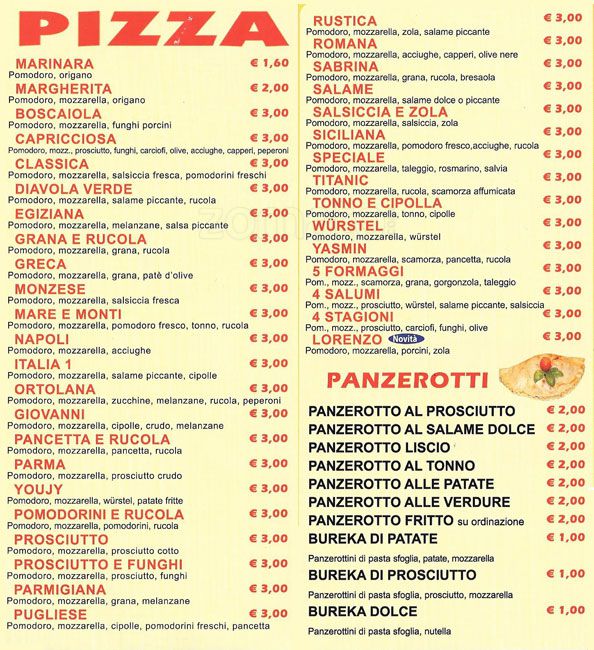 PIZZA
MARINARA € 1,60
Pomodoro, origano
MARGHERITA € 2,00
Pomodoro, mozzarella, origano
BOSCAIOLA € 3,00
Pomodoro, mozzarella, funghi porcini
CAPRICCIOSA € 3,00
Pomodoro, mozz., prosciutto, funghi, carciofi, olive, acciughe, capperi, peperoni
CLASSICA € 3,00
Pomodoro, mozzarella, salsiccia fresca, pomodorini freschi
DIAVOLA VERDE € 3,00
Pomodoro, mozzarella, salame piccante, rucola
EGIZIANA € 3,00
Pomodoro, mozzarella, melanzane, salsa piccante
GRANA E RUCOLA € 3,00
Pomodoro, mozzarella, grana, rucola
GRECA € 3,00
Pomodoro, mozzarella, grana, patè d'olive
MONZESE € 3,00
Pomodoro, mozzarella, salsiccia fresca
MARE E MONTI € 3,00
Pomodoro, mozzarella, pomodoro fresco, tonno, rucola
NAPOLI € 3,00
Pomodoro, mozzarella, acciughe
ITALIA 1 € 3,00
Pomodoro, mozzarella, salame piccante, cipolle
ORTOLANA € 3,00
Pomodoro, mozzarella, zucchine, melanzane, rucola, peperoni
GIOVANNI € 3,00
Pomodoro, mozzarella, cipolle, crudo, melanzane
PANCETTA E RUCOLA € 3,00
Pomodoro, mozzarella, pancetta, rucola
PARMA € 3,00
Pomodoro, mozzarella, prosciutto crudo
YOUJY € 3,00
Pomodoro, mozzarella, würstel, patate fritte
POMODORINI E RUCOLA € 3,00
Pomodoro, mozzarella, pomodorini, rucola
PROSCIUTTO € 3,00
Pomodoro, mozzarella, prosciutto cotto
PROSCIUTTO E FUNGHI € 3,00
Pomodoro, mozzarella, prosciutto, funghi
PARMIGIANA € 3,00
Pomodoro, mozzarella, grana, melanzane
PUGLIESE € 3,00
Pomodoro, mozzarella, cipolle, pomodorini freschi, pancetta
RUSTICA € 3,00
Pomodoro, mozzarella, zola, salame piccante
ROMANA € 3,00
Pomodoro, mozzarella, acciughe, capperi, olive nere
SABRINA € 3,00
Pomodoro, mozzarella, grana, rucola, bresaola
SALAME € 3,00
Pomodoro, mozzarella, salame dolce o piccante
SALSICCIA E ZOLA € 3,00
Pomodoro, mozzarella, salsiccia, zola
SICILIANA € 3,00
Pomodoro, mozzarella, pomodoro fresco,acciughe, rucola
SPECIALE € 3,00
Pomodoro, mozzarella, taleggio, rosmarino, salvia
TITANIC € 3,00
Pomodoro, mozzarella, rucola, scamorza affumicata
TONNO E CIPOLLA € 3,00
Pomodoro, mozzarella, tonno, cipolle
WÜRSTEL € 3,00
Pomodoro, mozzarella, würstel
YASMIN € 3,00
Pomodoro, mozzarella, scamorza, pancetta, rucola
5 FORMAGGI € 3,00
Pom., mozz., scamorza, grana, gorgonzola, taleggio
4 SALUMI € 3,00
Pom., mozz., prosciutto, würstel, salame piccante, salsiccia
4 STAGIONI € 3,00
Pom., mozz., prosciutto, carciofi, funghi, olive
LORENZO Novità € 3,00
Pomodoro, mozzarella, porcini, zola
PANZEROTTI
PANZEROTTO AL PROSCIUTTO € 2,00
PANZEROTTO AL SALAME DOLCE € 2,00
PANZEROTTO LISCIO € 2,00
PANZEROTTO AL TONNO € 2,00
PANZEROTTO ALLE PATATE € 2,00
PANZEROTTO ALLE VERDURE € 2,00
PANZEROTTO FRITTO su ordinazione € 2,00
BUREKA DI PATATE € 1,00
Panzerottini di pasta sfoglia, patate, mozzarella
BUREKA DI PROSCIUTTO € 1,00
Panzerottini di pasta sfoglia, prosciutto, mozzarella
BUREKA DOLCE € 1,00
Panzerottini di pasta sfoglia, nutella